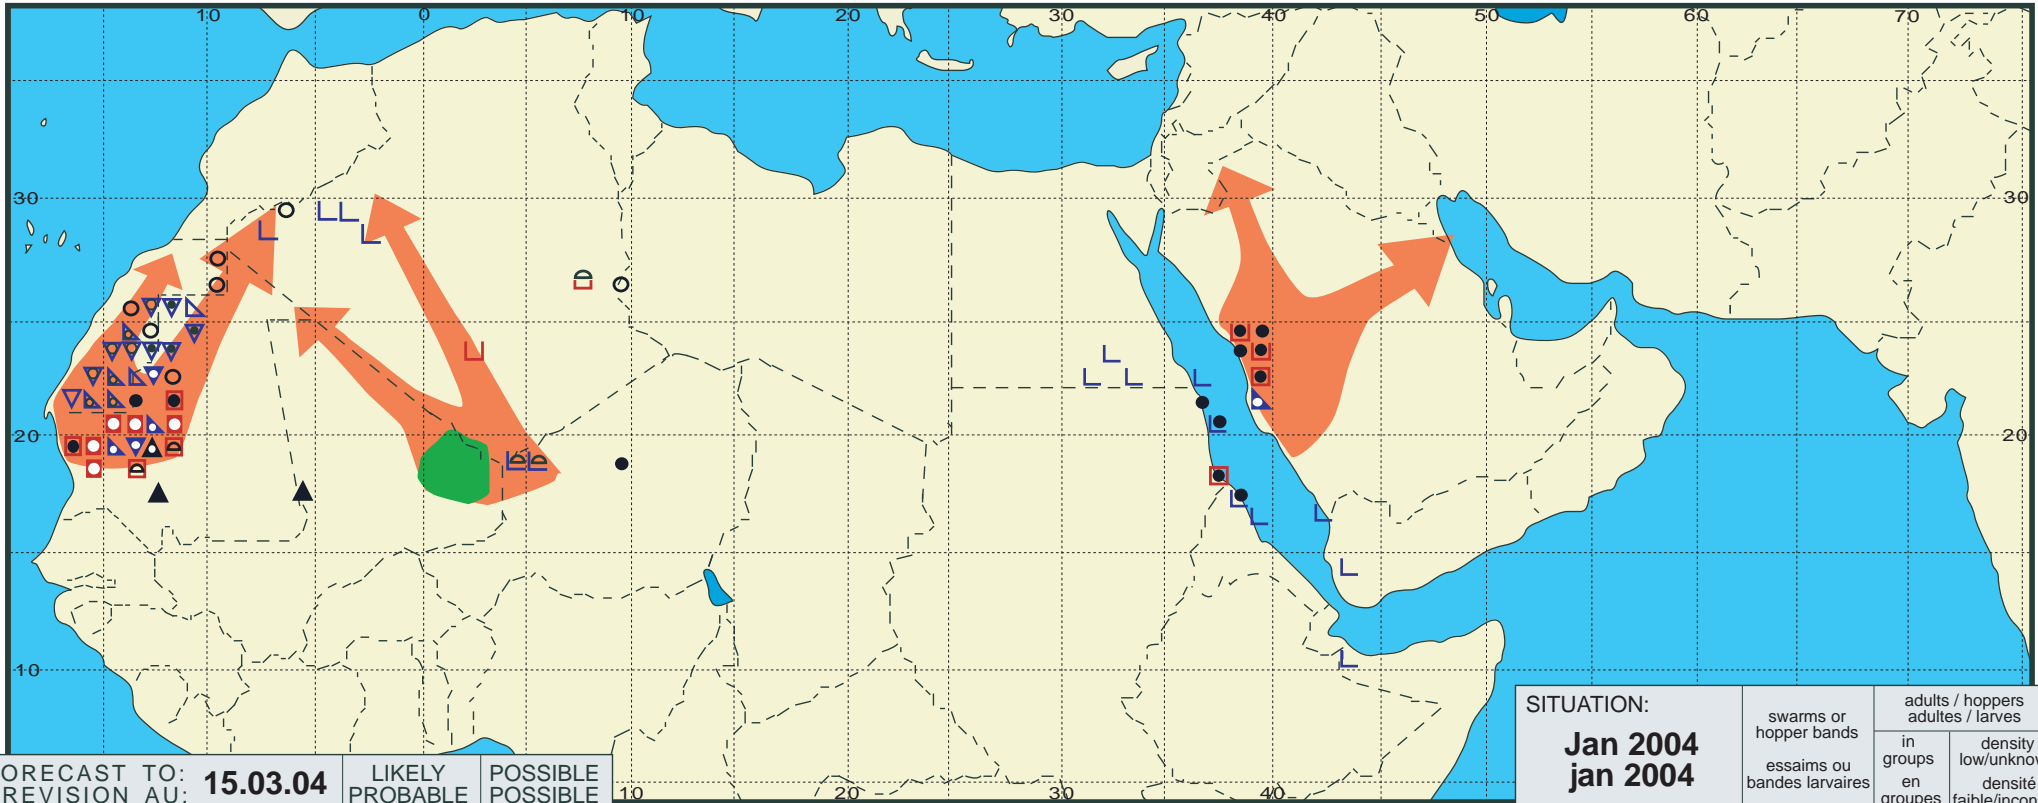 10 0 10 20 30 40 50 60 70
30 30
20 20
10
SITUATION:
Jan 2004
jan 2004
swarms or
hopper bands
essaims ou
bandes larvaires
adults / hoppers
adultes / larves
in
groups
en
groupes
density
densité
ORECAST TO:
REVISION AU:
15.03.04
LIKELY
PROBABLE
POSSIBLE
POSSIBLE
10 20 30 40